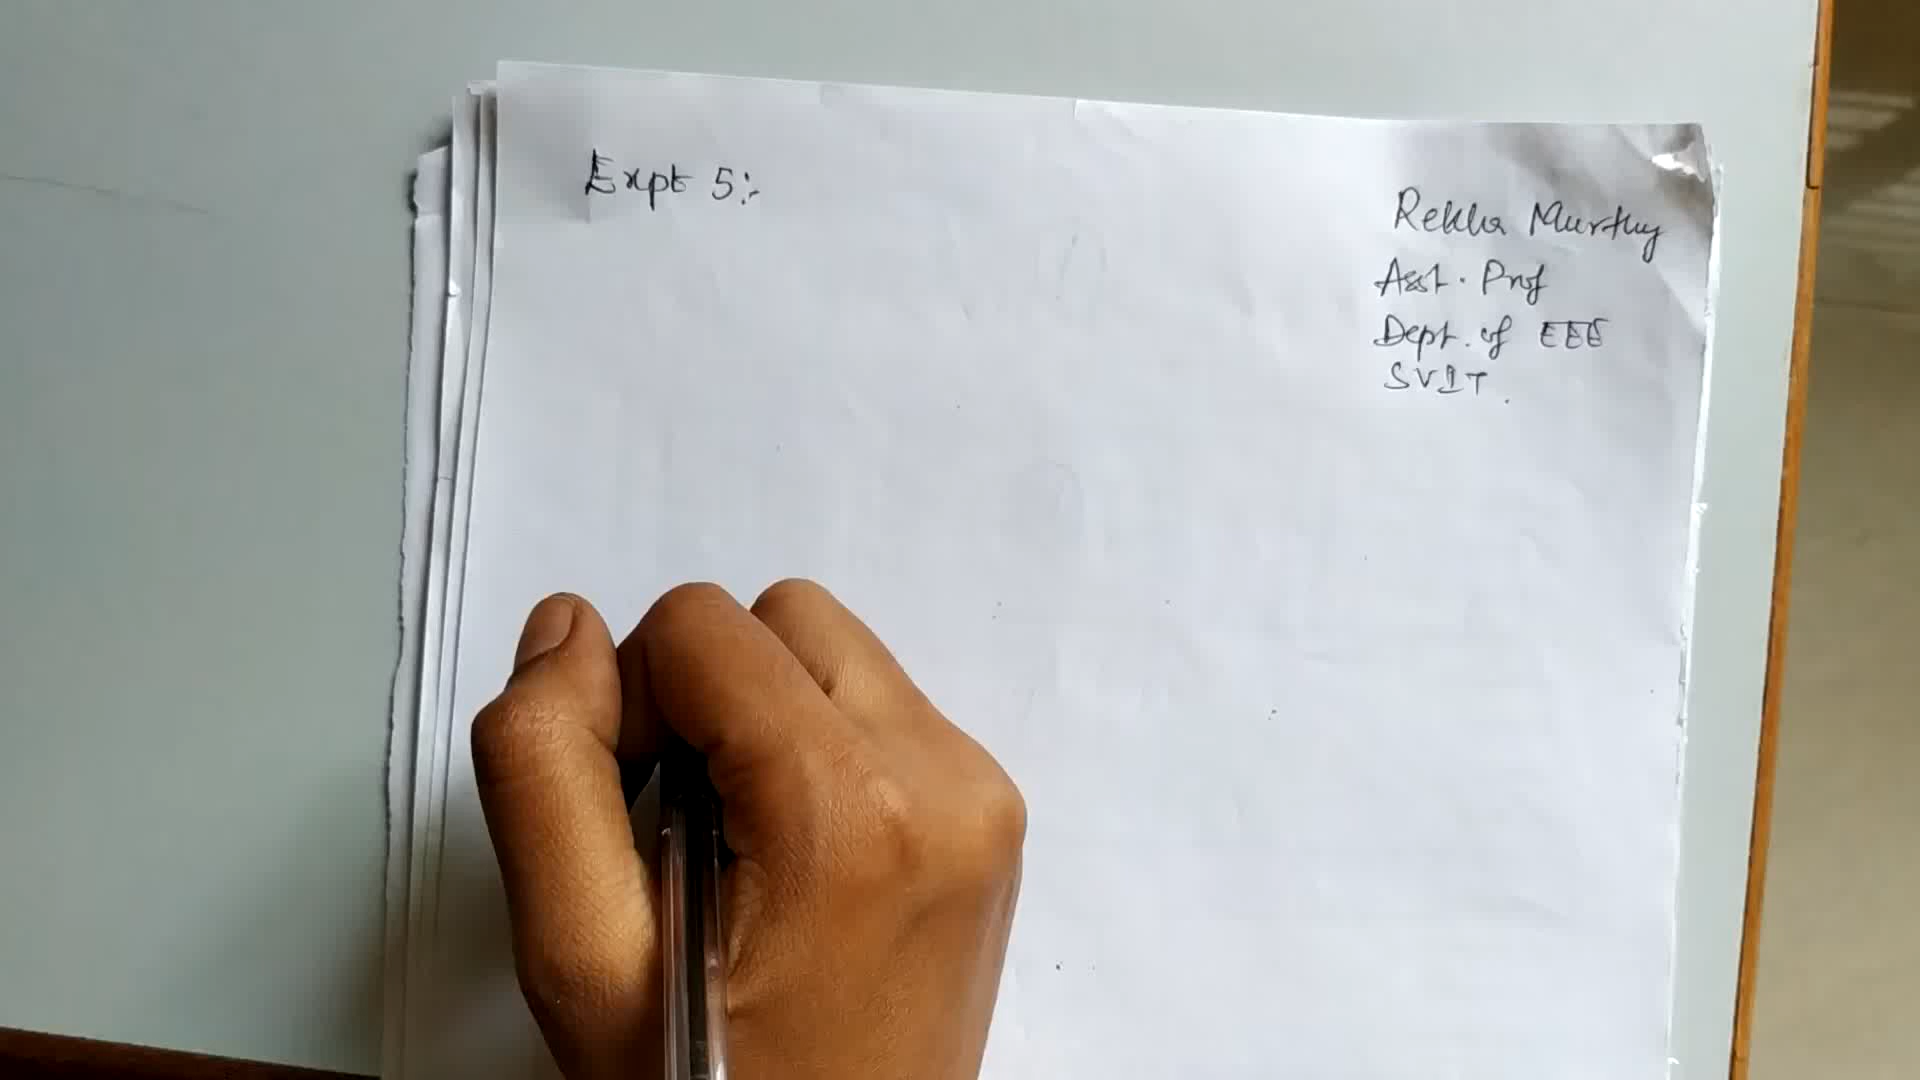 Expt 5:-
Rekha Murthy
Asst. Prof
Dept. of EEE
SVIT.